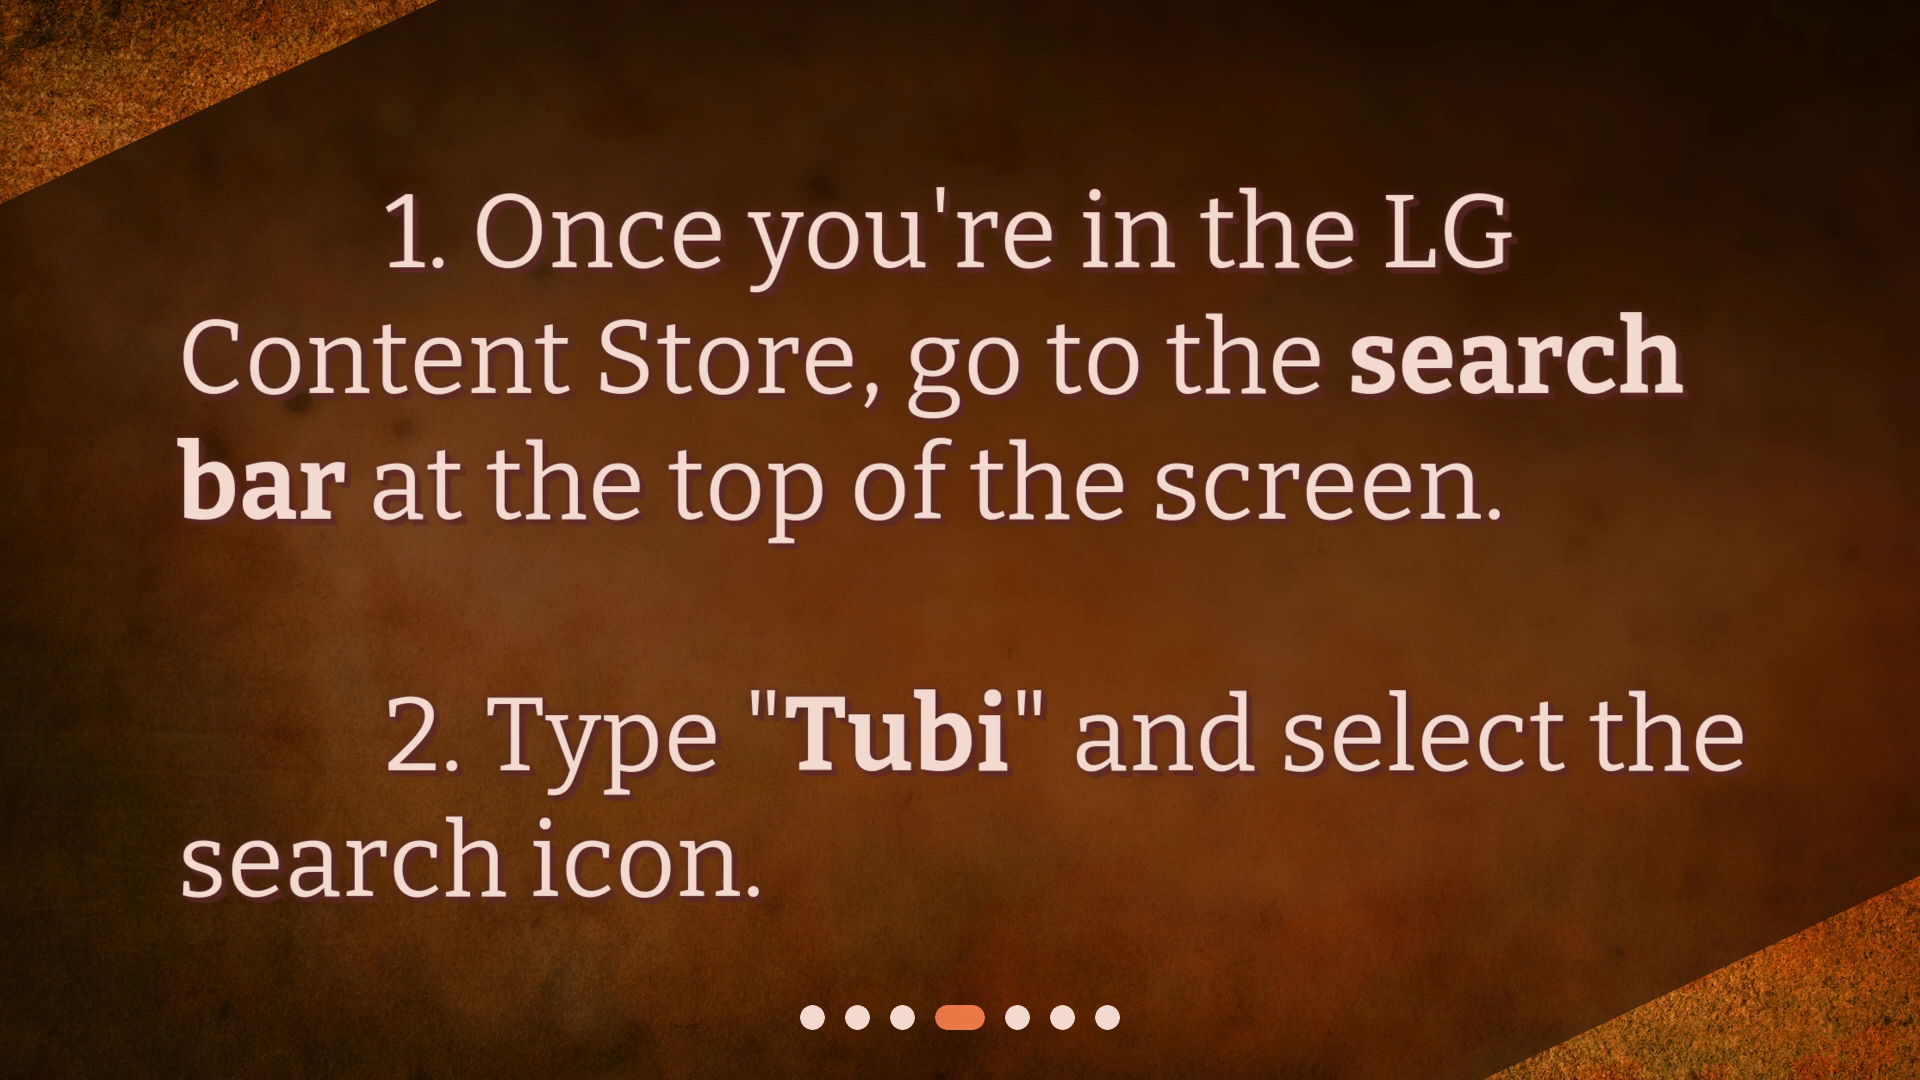 1. Once you're in the LG
Content Store, go to the search
bar at the top of the screen.
2. Type "Tubi" and select the
search icon.